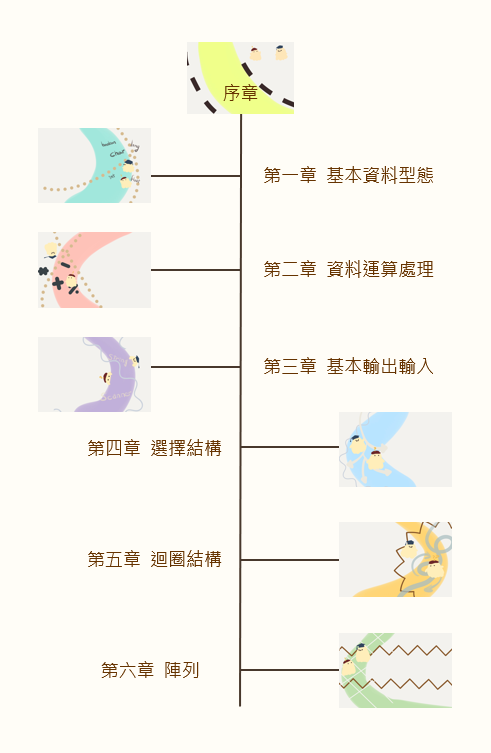 序章
第一章 基本資料型態
第二章 資料運算處理
第三章 基本輸出輸入
第四章 選擇結構
第五章 迴圈結構
第六章 陣列